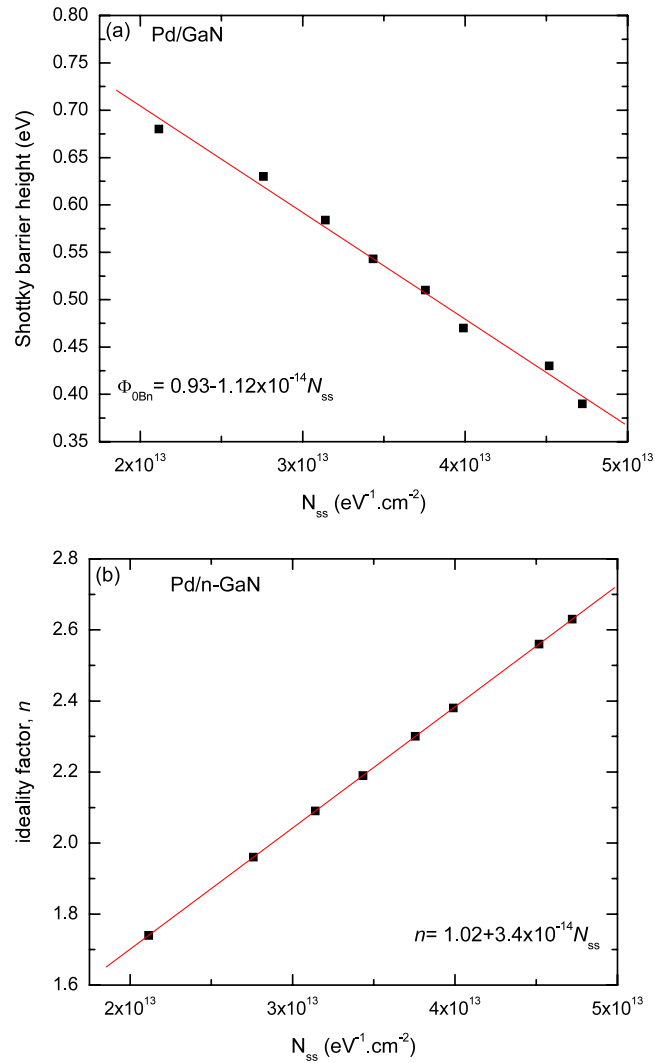 (a) Pd/GaN
0.80
0.75
0.70
0.65
0.60
0.55
0.50
0.45
0.40
0.35
Shottky barrier height (eV)
Φ0Bn= 0.93-1.12x10-14Nss
2x1013 3x1013 4x1013 5x1013
Nss (eV-1.cm-2)
(b) Pd/n-GaN
2.8
2.6
2.4
2.2
2.0
1.8
1.6
ideality factor, n
n= 1.02+3.4x10-14Nss
2x1013 3x1013 4x1013 5x1013
Nss (eV-1.cm-2)